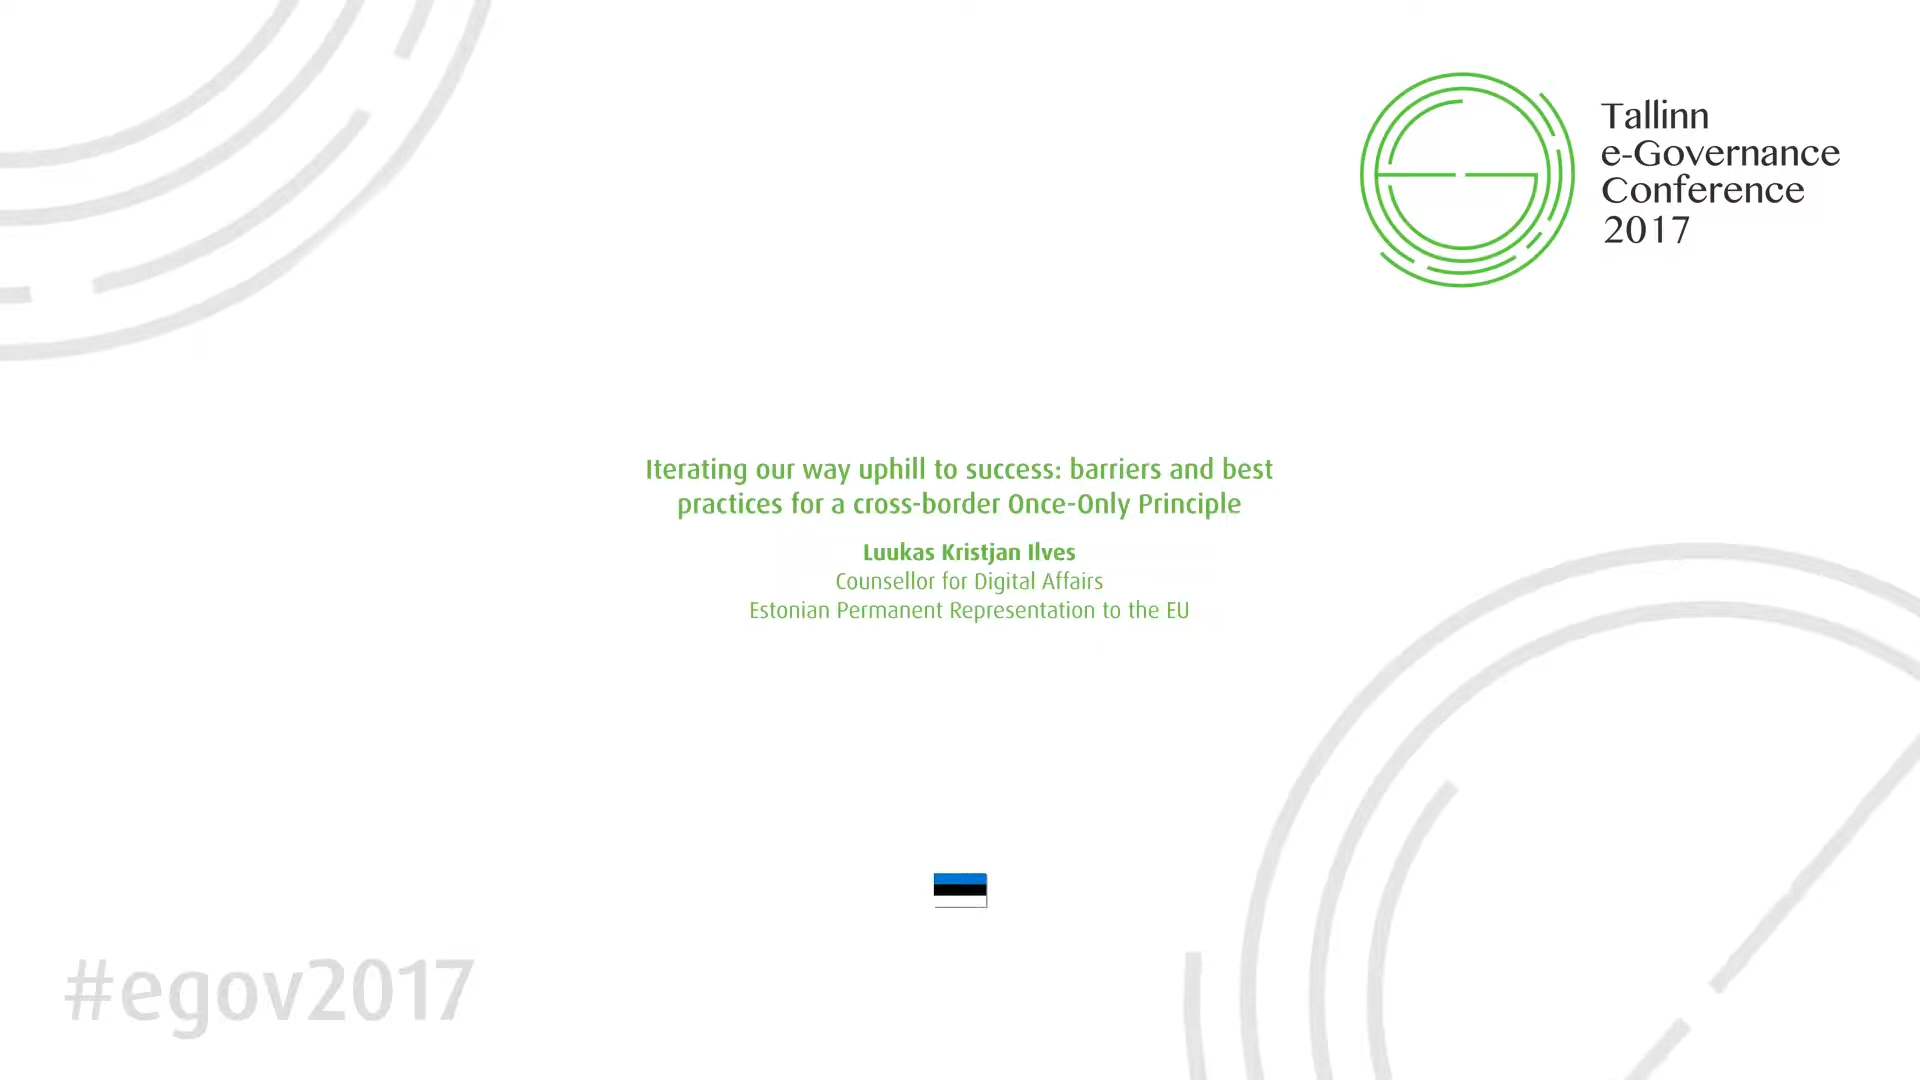 Tallinn
e-Governance
Conference
2017
Iterating our way uphill to success: barriers and best
practices for a cross-border Once-Only Principle
Luukas Kristjan Ilves
Counsellor for Digital Affairs
Estonian Permanent Representation to the EU
#egov2017